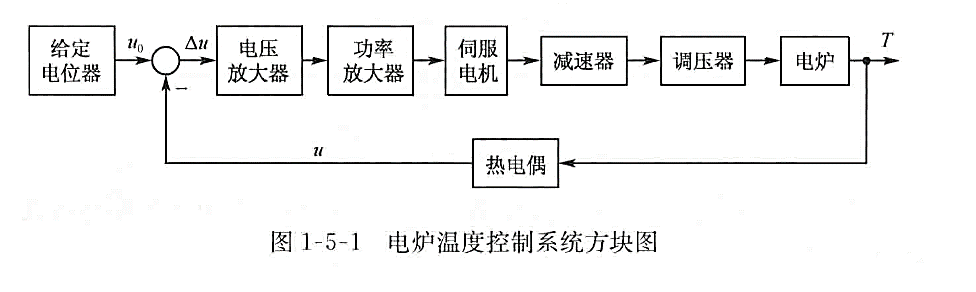 给定
电位器
u₀
Δu
−
电压
放大器
功率
放大器
伺服
电机
减速器
调压器
电炉
T
u
热电偶
图 1-5-1 电炉温度控制系统方块图